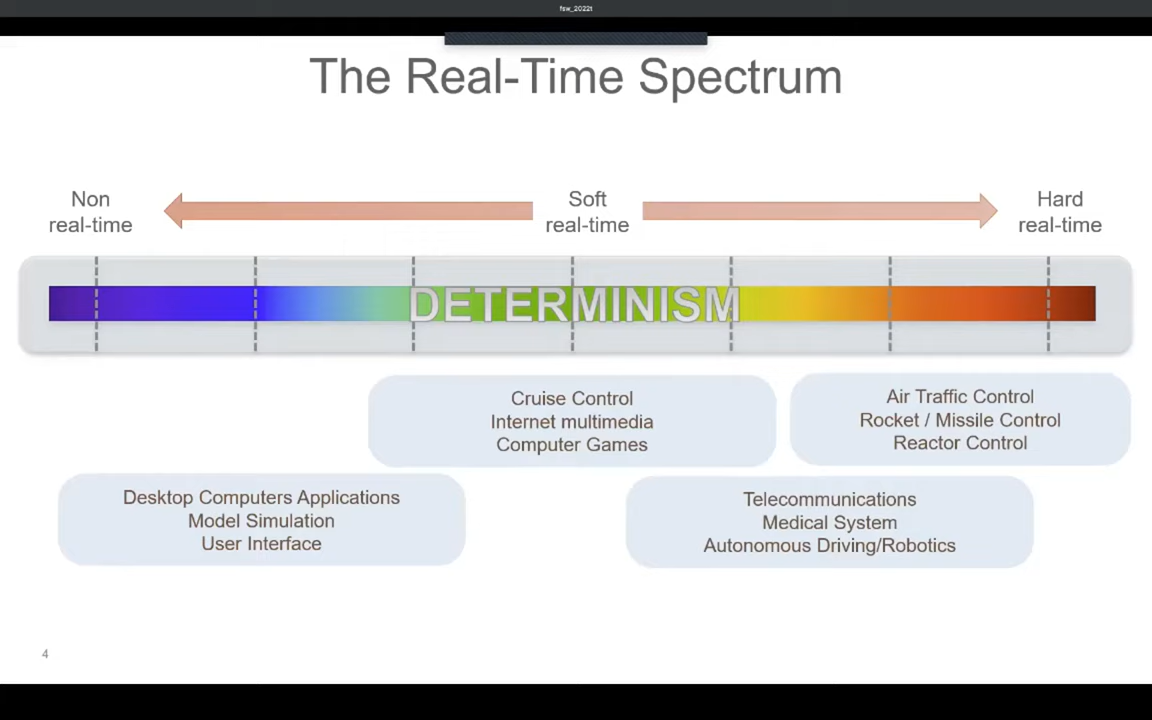 fsw_2022t
The Real-Time Spectrum
Non
real-time
Soft
real-time
Hard
real-time
DETERMINISM
Cruise Control
Internet multimedia
Computer Games
Air Traffic Control
Rocket / Missile Control
Reactor Control
Desktop Computers Applications
Model Simulation
User Interface
Telecommunications
Medical System
Autonomous Driving/Robotics
4